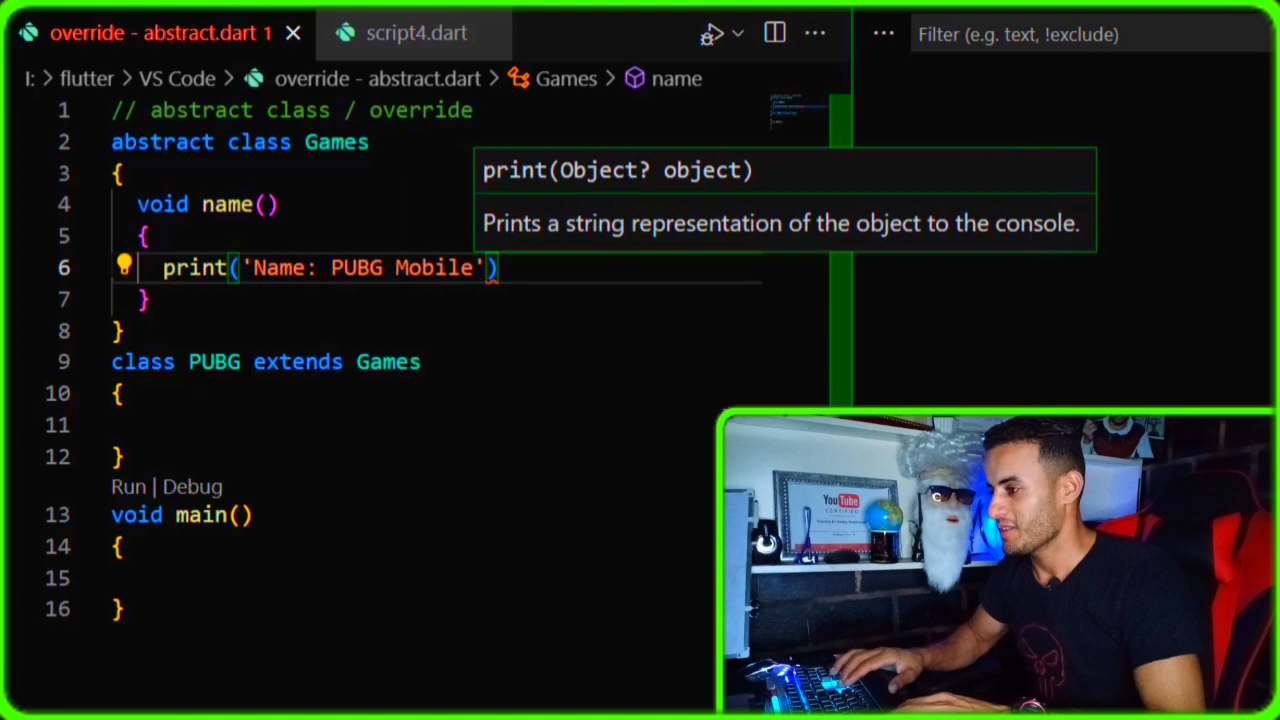 override - abstract.dart 1
script4.dart
Filter (e.g. text, !exclude)
I: > flutter > VS Code > override - abstract.dart > Games > name
1 // abstract class / override
2 abstract class Games
3 {
4 void name()
5 {
6 print('Name: PUBG Mobile')
7 }
8 }
9 class PUBG extends Games
10 {
11
12 }
Run | Debug
13 void main()
14 {
15
16 }
print(Object? object)
Prints a string representation of the object to the console.
YouTube
CERTIFIED